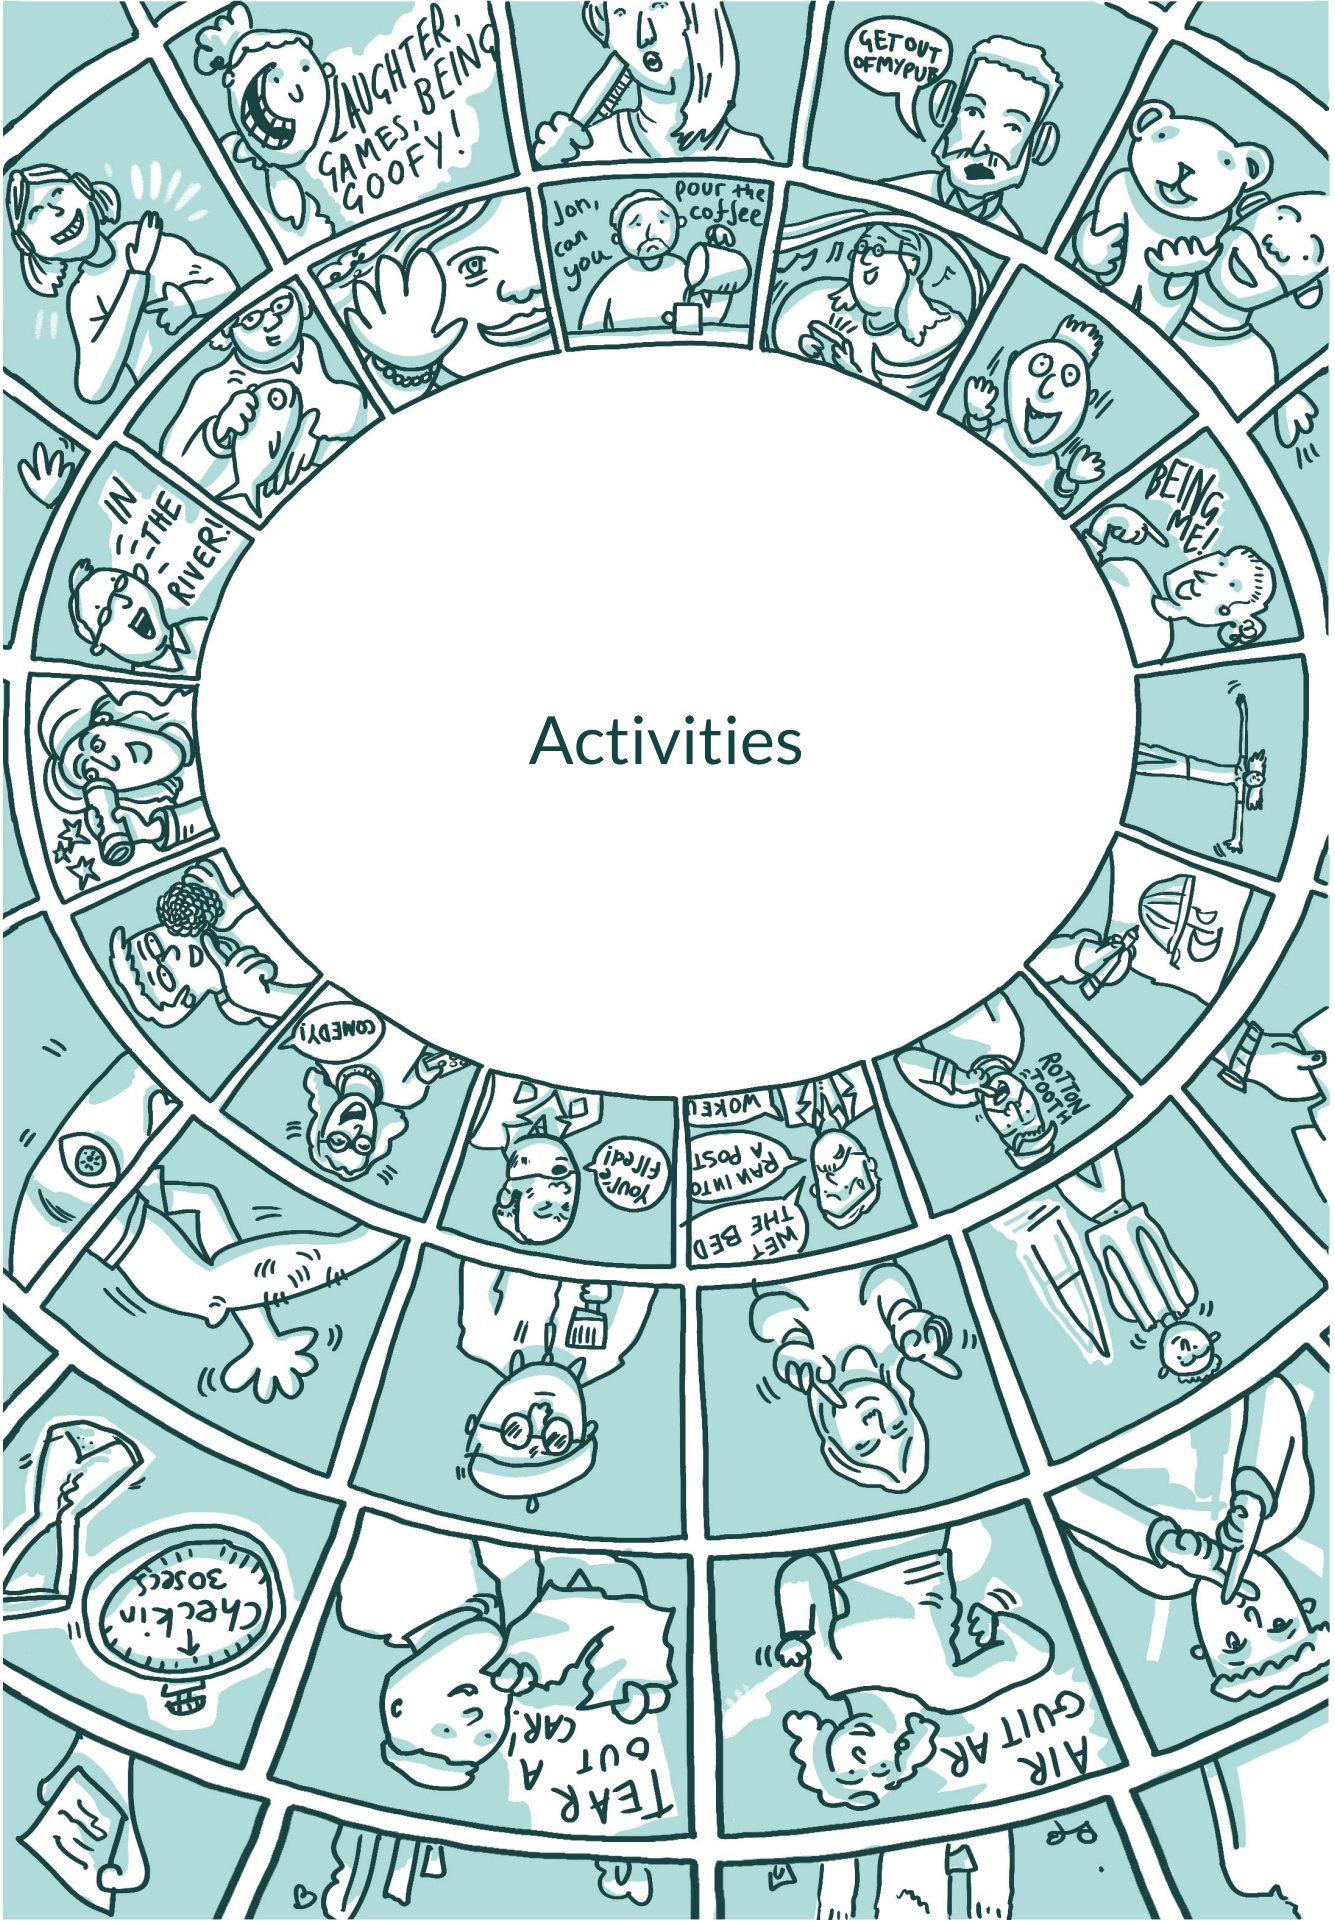 LAUGHTER,
GAMES, BEING
GOOFY!
GET OUT
OF MY PUB
Jon,
can
you
pour the
coffee
IN
THE
RIVER!
BEING
ME!
Activities
COMEDY!
YOU'RE
FIred!
WOKE U
RAN INTO
A POST
WET
THE BED
ROTTON
TOOTH
Check in
30secs
TEAR
OUT A
CAR!
AIR
GUITAR